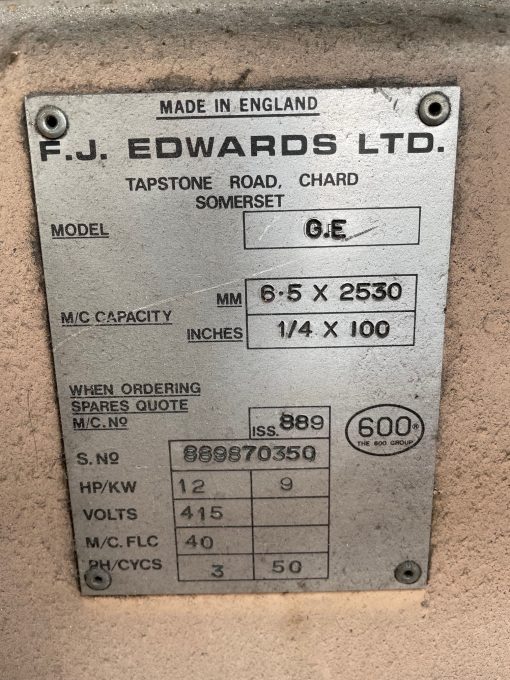 MADE IN ENGLAND
F.J. EDWARDS LTD.
TAPSTONE ROAD, CHARD
SOMERSET
MODEL G.E
M/C CAPACITY
MM 6·5 X 2530
INCHES 1/4 X 100
WHEN ORDERING
SPARES QUOTE
M/C.Nº ISS. 889
600®
THE 600 GROUP
S.Nº 889870350
HP/KW 12 9
VOLTS 415
M/C.FLC 40
PH/CYCS 3 50